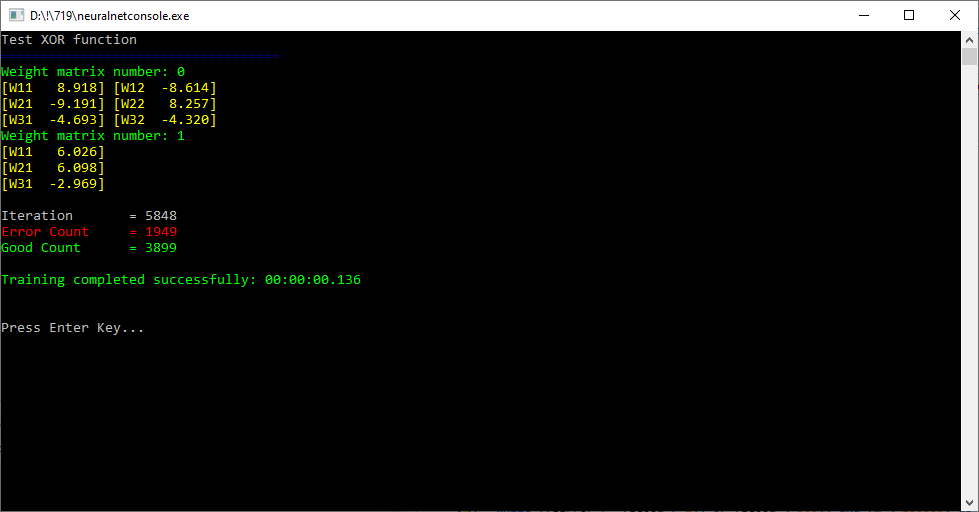 D:\!\719\neuralnetconsole.exe
Test XOR function
-----------------------------------
Weight matrix number: 0
[W11   8.918] [W12  -8.614]
[W21  -9.191] [W22   8.257]
[W31  -4.693] [W32  -4.320]
Weight matrix number: 1
[W11   6.026]
[W21   6.098]
[W31  -2.969]
Iteration       = 5848
Error Count     = 1949
Good Count      = 3899
Training completed successfully: 00:00:00.136
Press Enter Key...